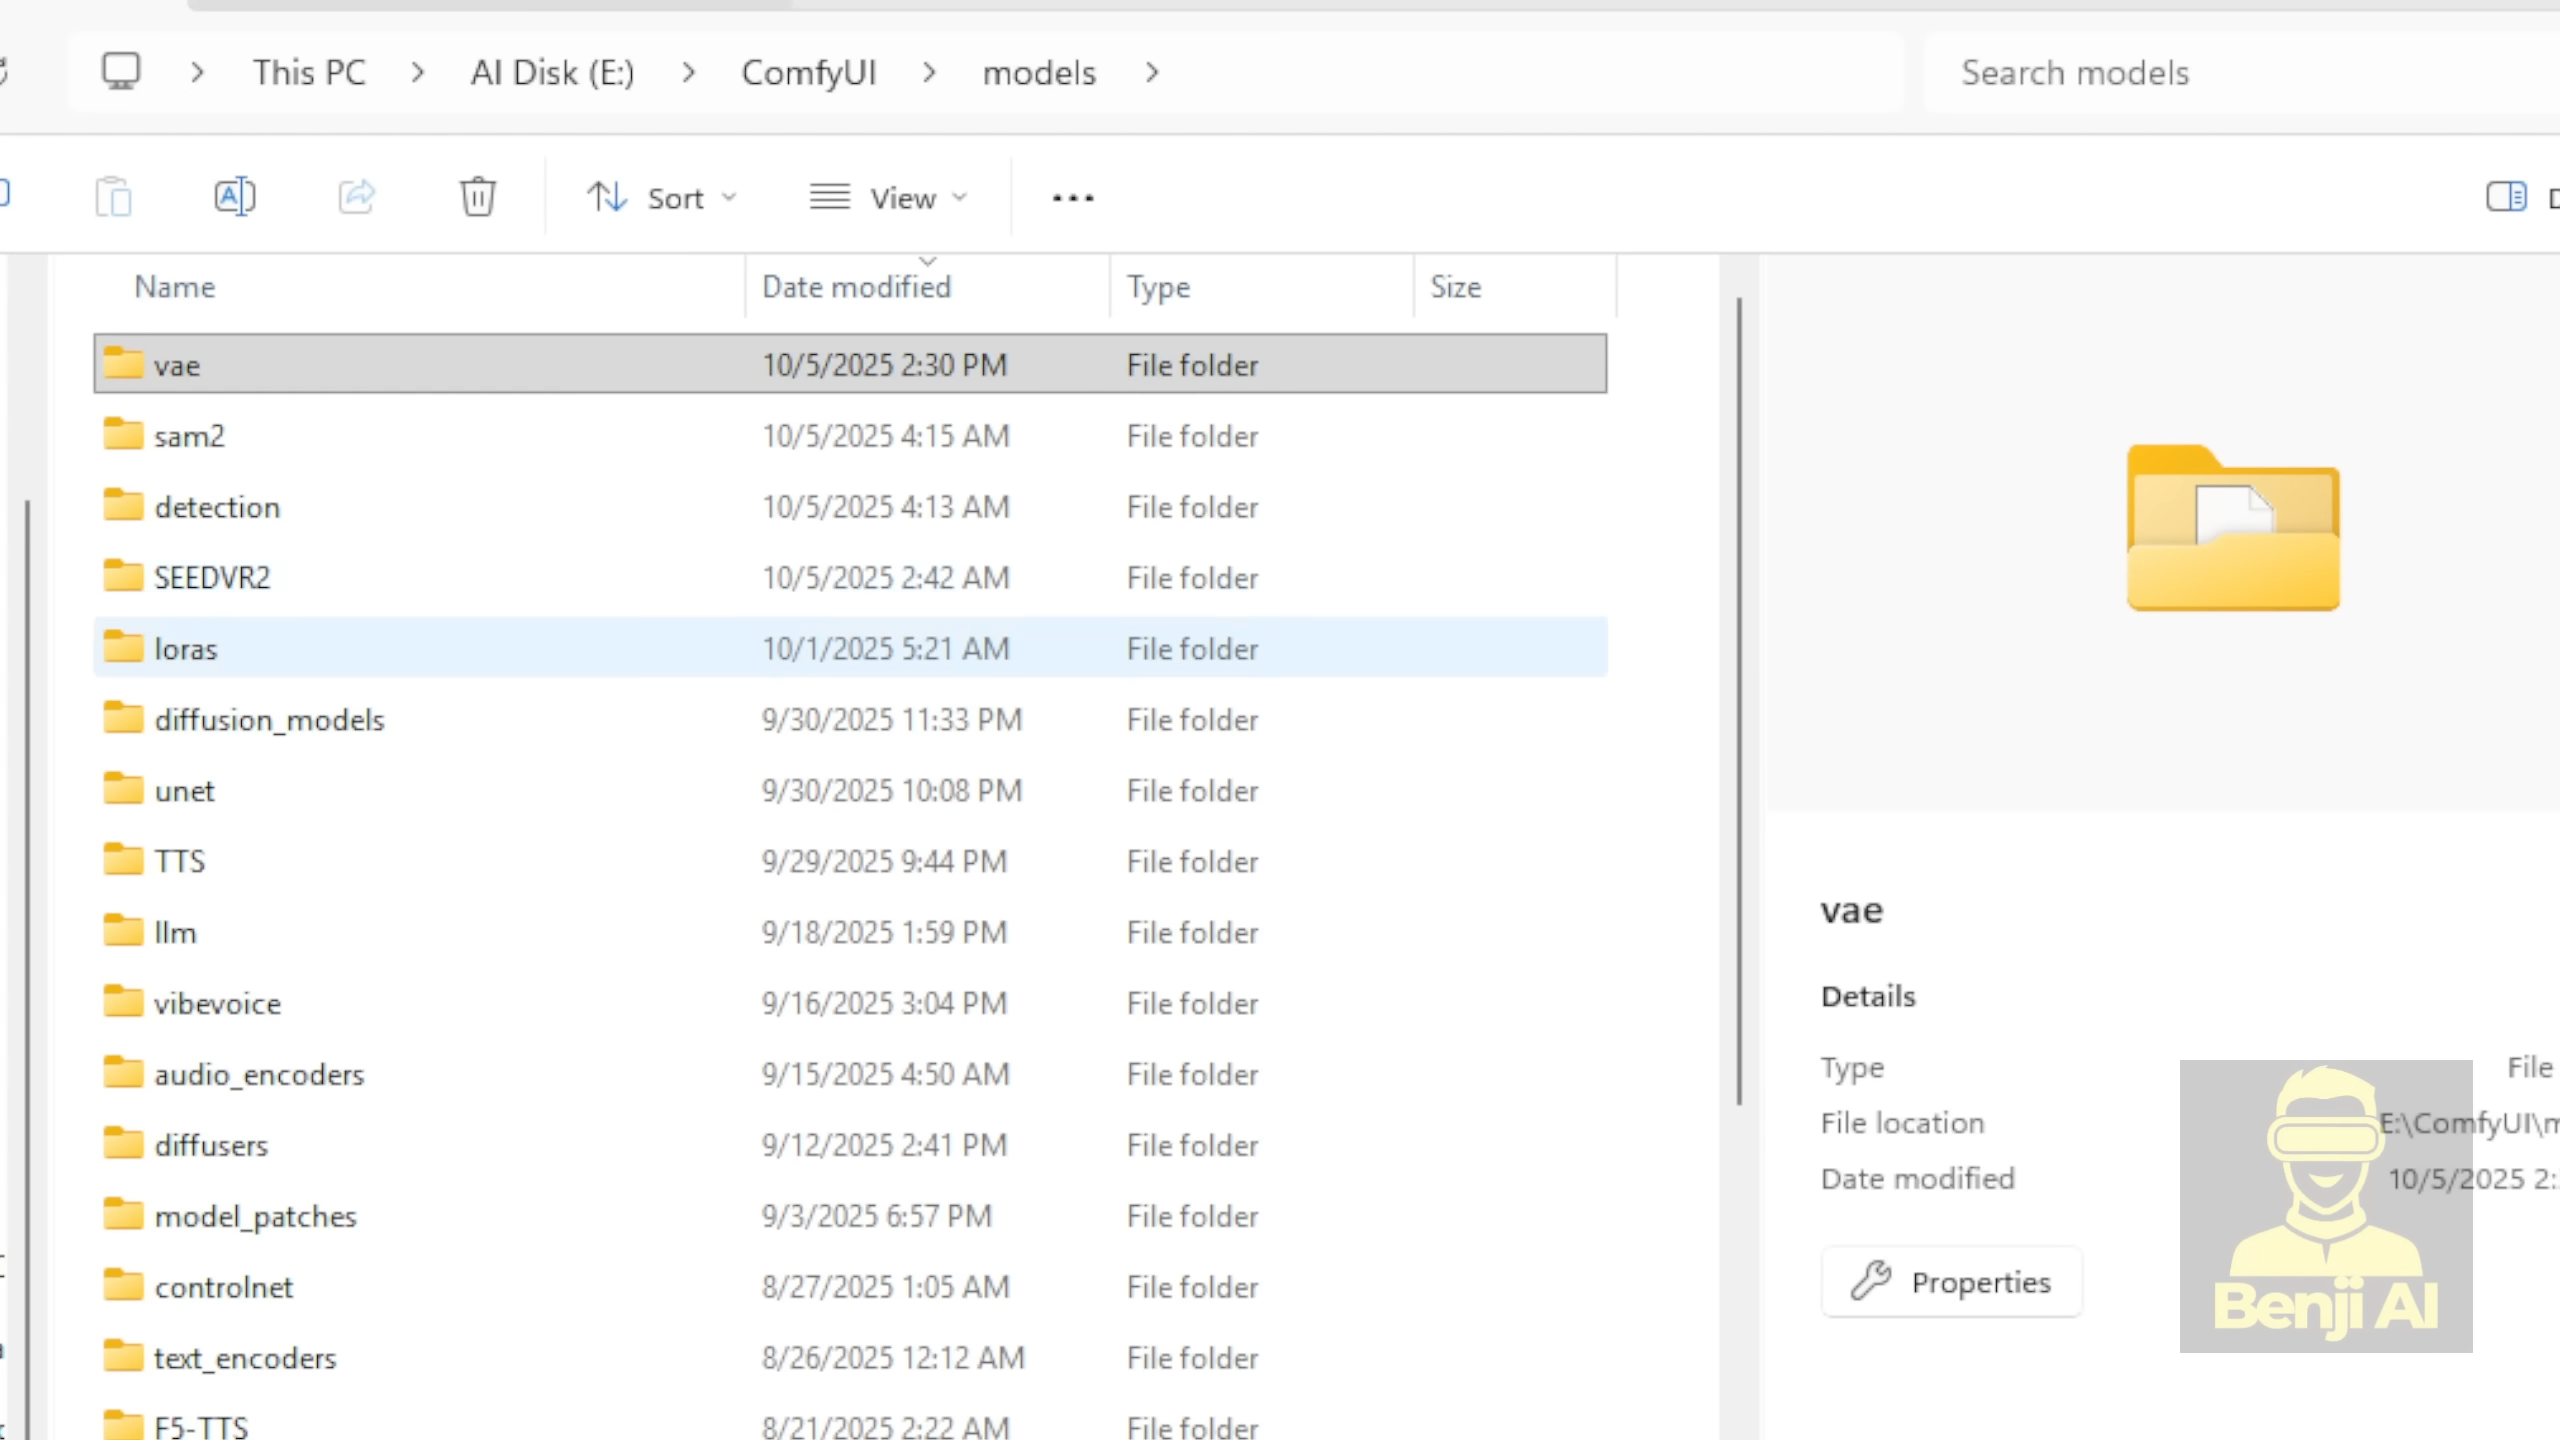 This PC > AI Disk (E:) > ComfyUI > models > Search models
Sort View ...
Name Date modified Type Size
vae 10/5/2025 2:30 PM File folder
sam2 10/5/2025 4:15 AM File folder
detection 10/5/2025 4:13 AM File folder
SEEDVR2 10/5/2025 2:42 AM File folder
loras 10/1/2025 5:21 AM File folder
diffusion_models 9/30/2025 11:33 PM File folder
unet 9/30/2025 10:08 PM File folder
TTS 9/29/2025 9:44 PM File folder
llm 9/18/2025 1:59 PM File folder
vibevoice 9/16/2025 3:04 PM File folder
audio_encoders 9/15/2025 4:50 AM File folder
diffusers 9/12/2025 2:41 PM File folder
model_patches 9/3/2025 6:57 PM File folder
controlnet 8/27/2025 1:05 AM File folder
text_encoders 8/26/2025 12:12 AM File folder
F5-TTS 8/21/2025 2:22 AM File folder
vae
Details
Type File
File location E:\ComfyUI\m
Date modified 10/5/2025 2:
Properties
Benji AI